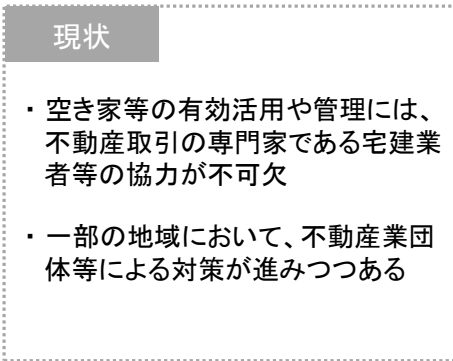 現状
・ 空き家等の有効活用や管理には、
不動産取引の専門家である宅建業
者等の協力が不可欠
・ 一部の地域において、不動産業団
体等による対策が進みつつある